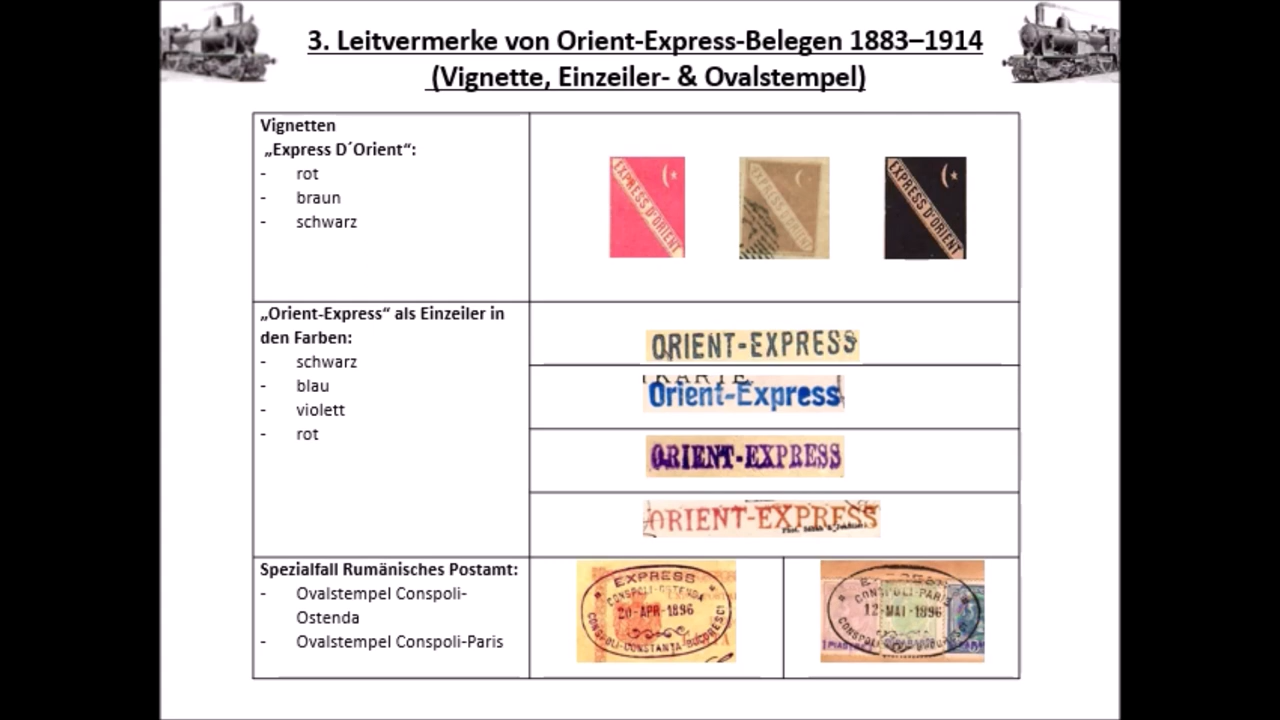 3. Leitvermerke von Orient-Express-Belegen 1883–1914
(Vignette, Einzeiler- & Ovalstempel)
Vignetten
„Express D´Orient“:
- rot
- braun
- schwarz
EXPRESS D'ORIENT
EXPRESS D'ORIENT
EXPRESS D'ORIENT
„Orient-Express“ als Einzeiler in
den Farben:
- schwarz
- blau
- violett
- rot
ORIENT-EXPRESS
Orient-Express
ORIENT-EXPRESS
ORIENT-EXPRESS
Spezialfall Rumänisches Postamt:
- Ovalstempel Conspoli-
Ostenda
- Ovalstempel Conspoli-Paris
EXPRESS
CONSPOLI-OSTENDA
20-APR-1896
CONSPOLI-CONSTANTA-BUCURESCI
CONSPOLI-PARIS
12-MAI-1896